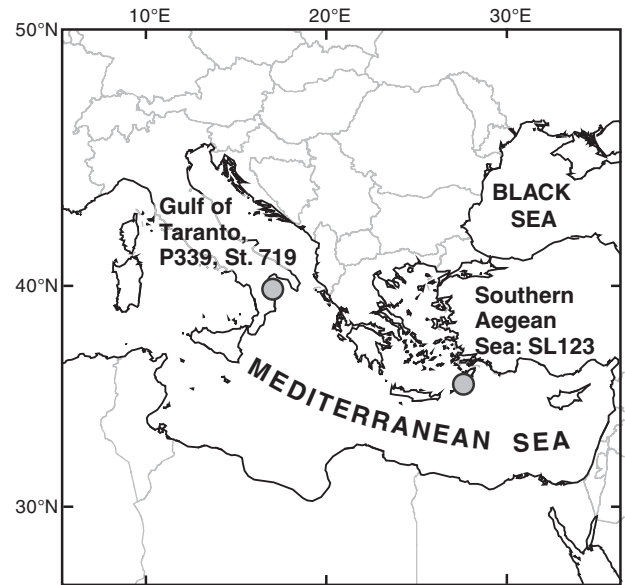 10°E 20°E 30°E
50°N
BLACK
SEA
Gulf of
Taranto,
P339, St. 719
40°N
Southern
Aegean
Sea: SL123
MEDITERRANEAN SEA
30°N